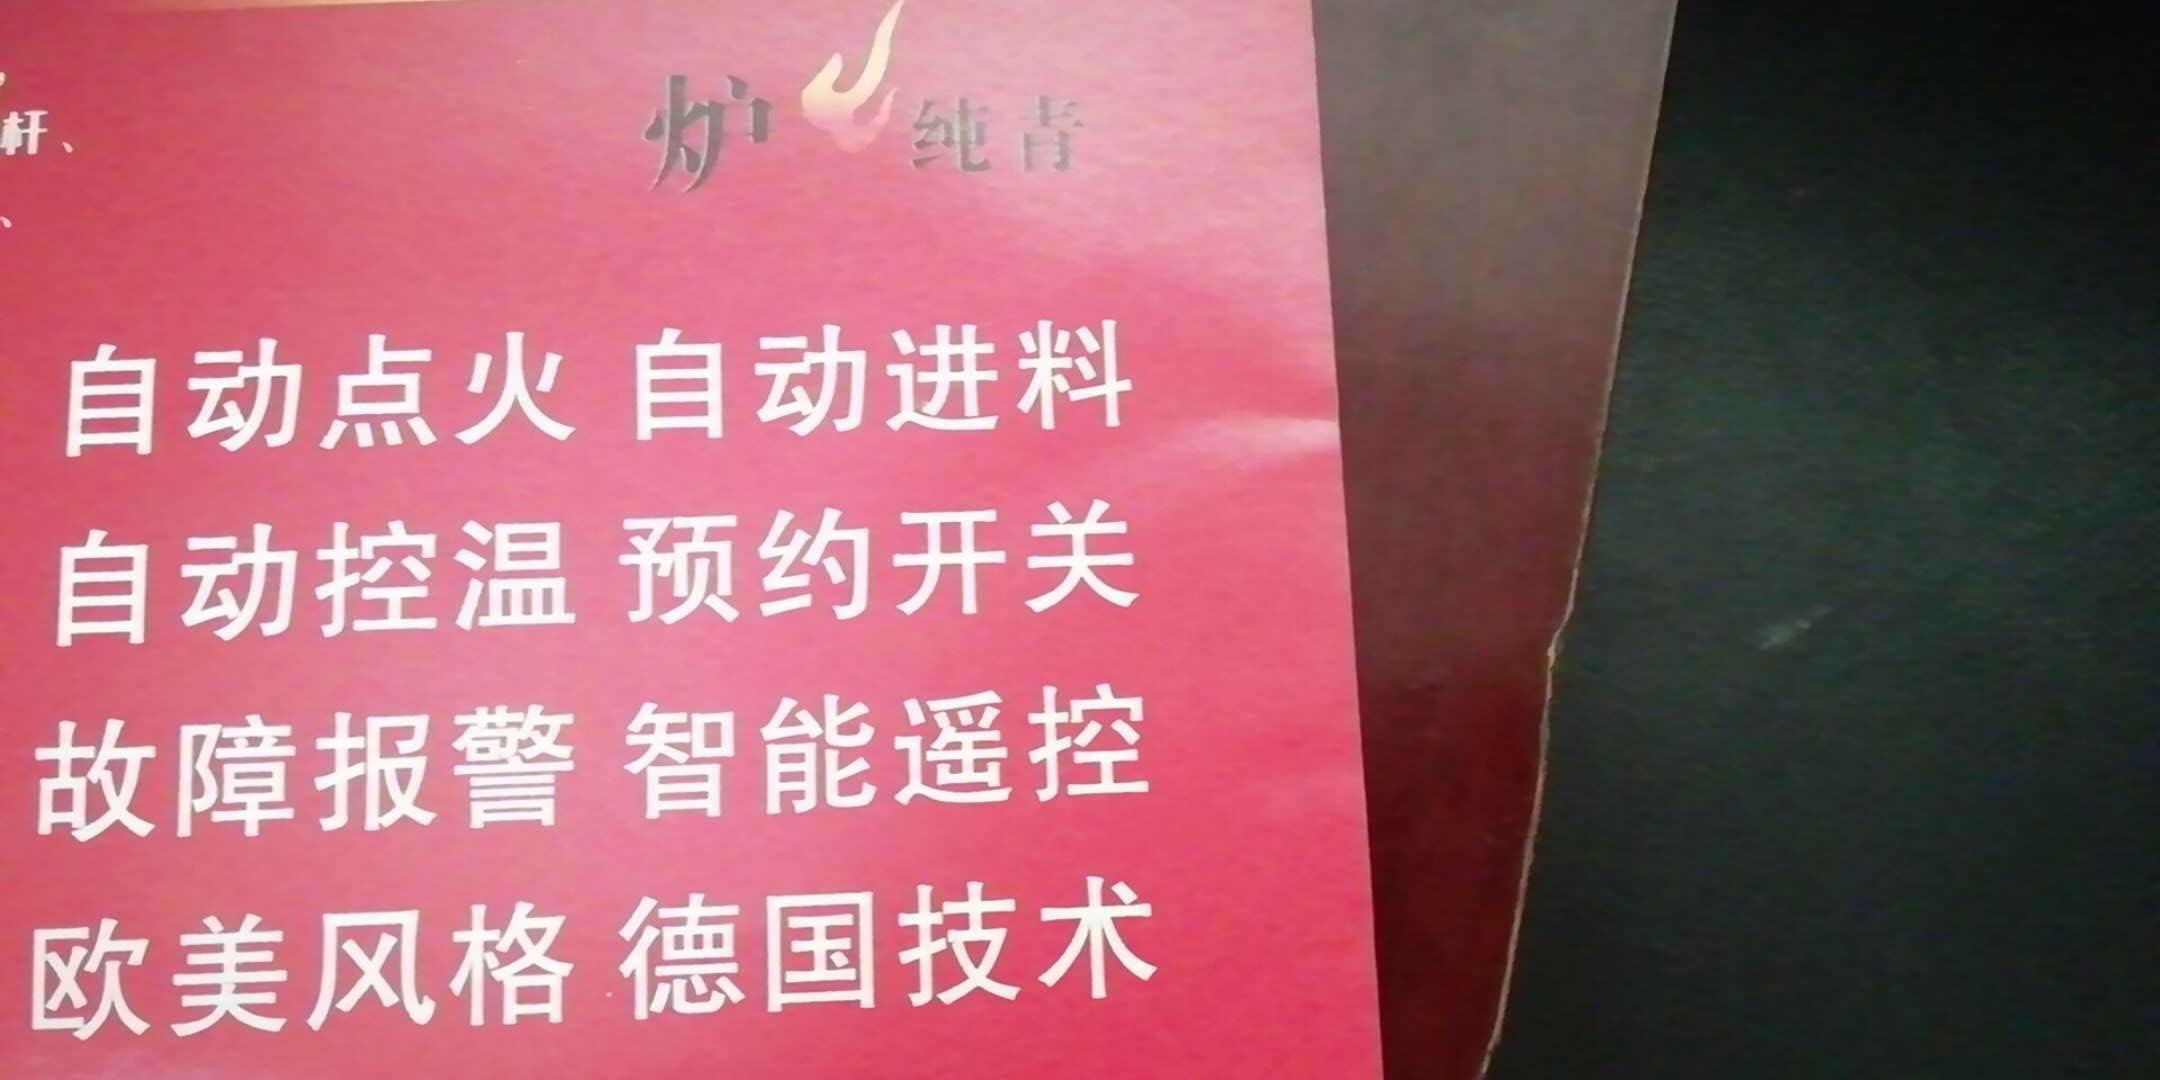 炉 纯青
杆、
、
自动点火 自动进料
自动控温 预约开关
故障报警 智能遥控
欧美风格 德国技术